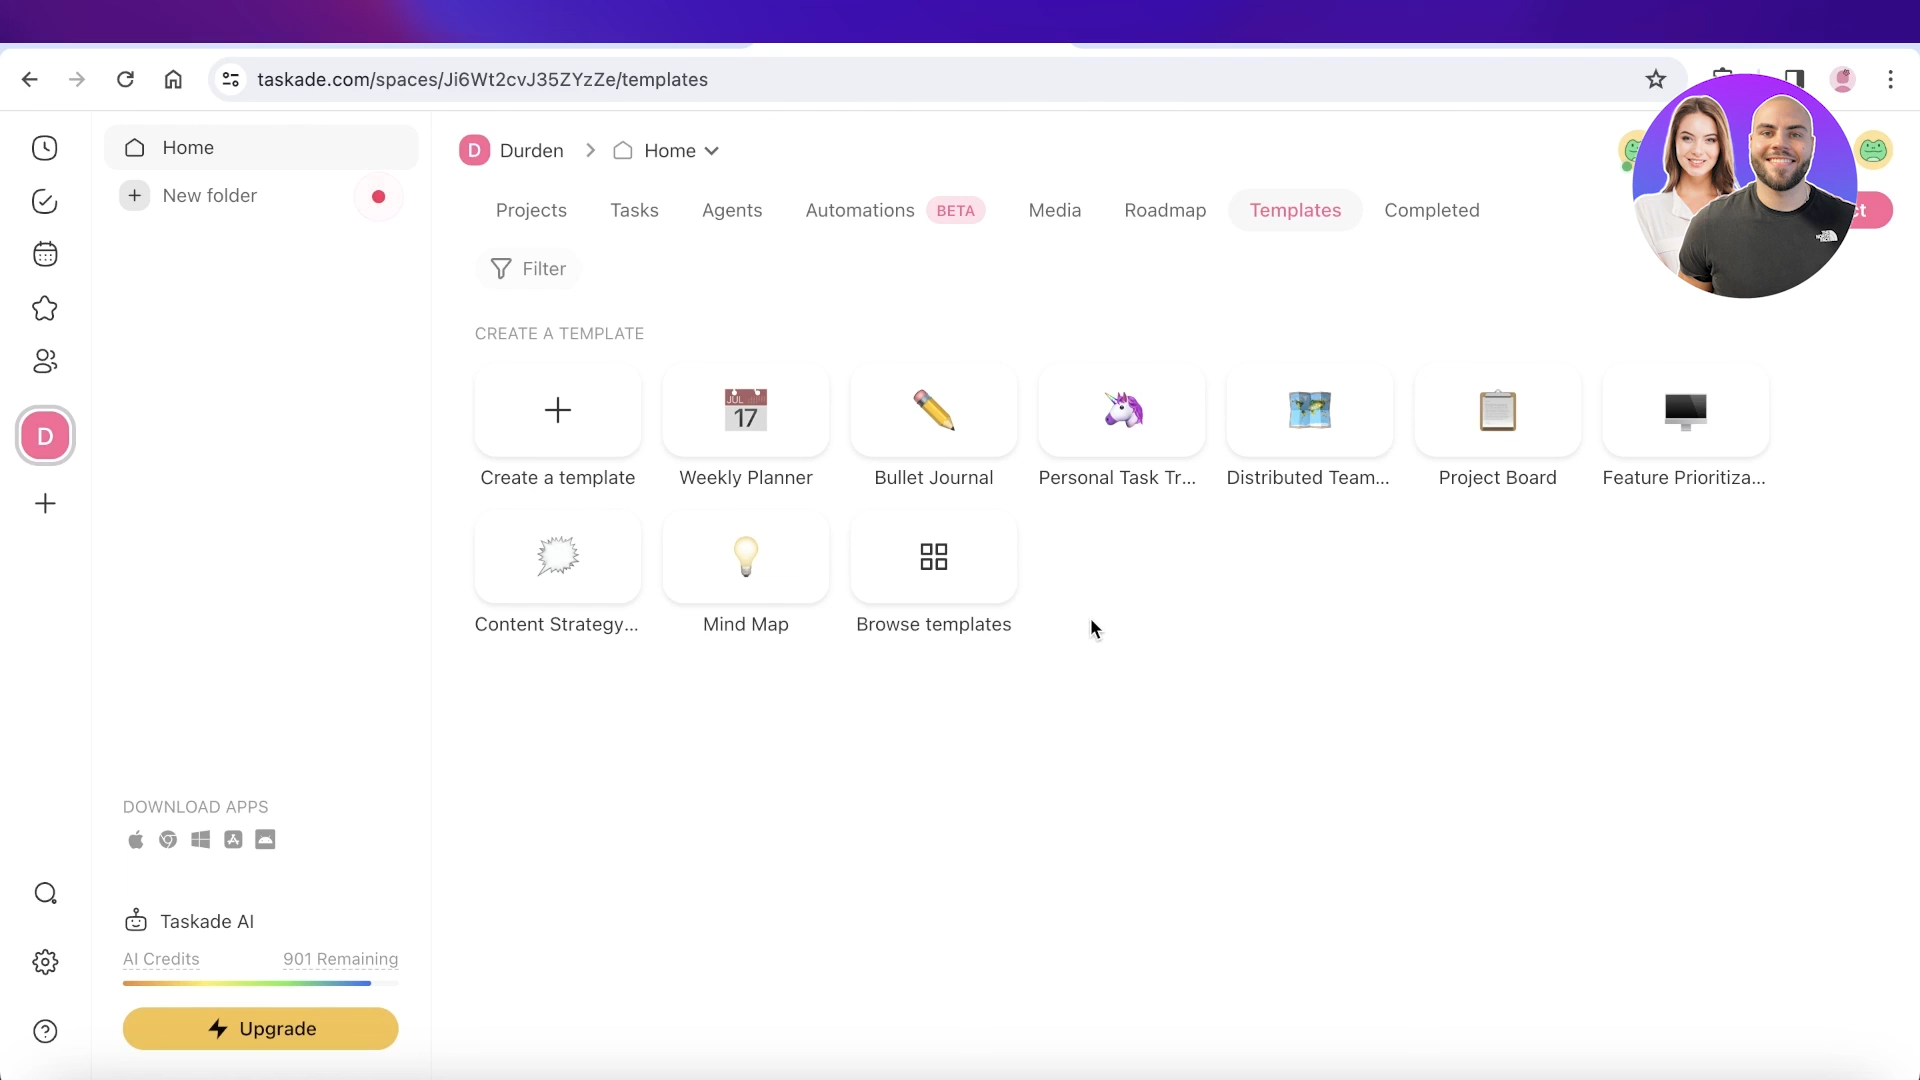 taskade.com/spaces/Ji6Wt2cvJ35ZYzZe/templates
Home
New folder
D Durden Home
Projects Tasks Agents Automations BETA Media Roadmap Templates Completed
Filter
CREATE A TEMPLATE
JUL
17
Create a template Weekly Planner Bullet Journal Personal Task Tr... Distributed Team... Project Board Feature Prioritiza...
D
Content Strategy... Mind Map Browse templates
DOWNLOAD APPS
Taskade AI
AI Credits 901 Remaining
Upgrade